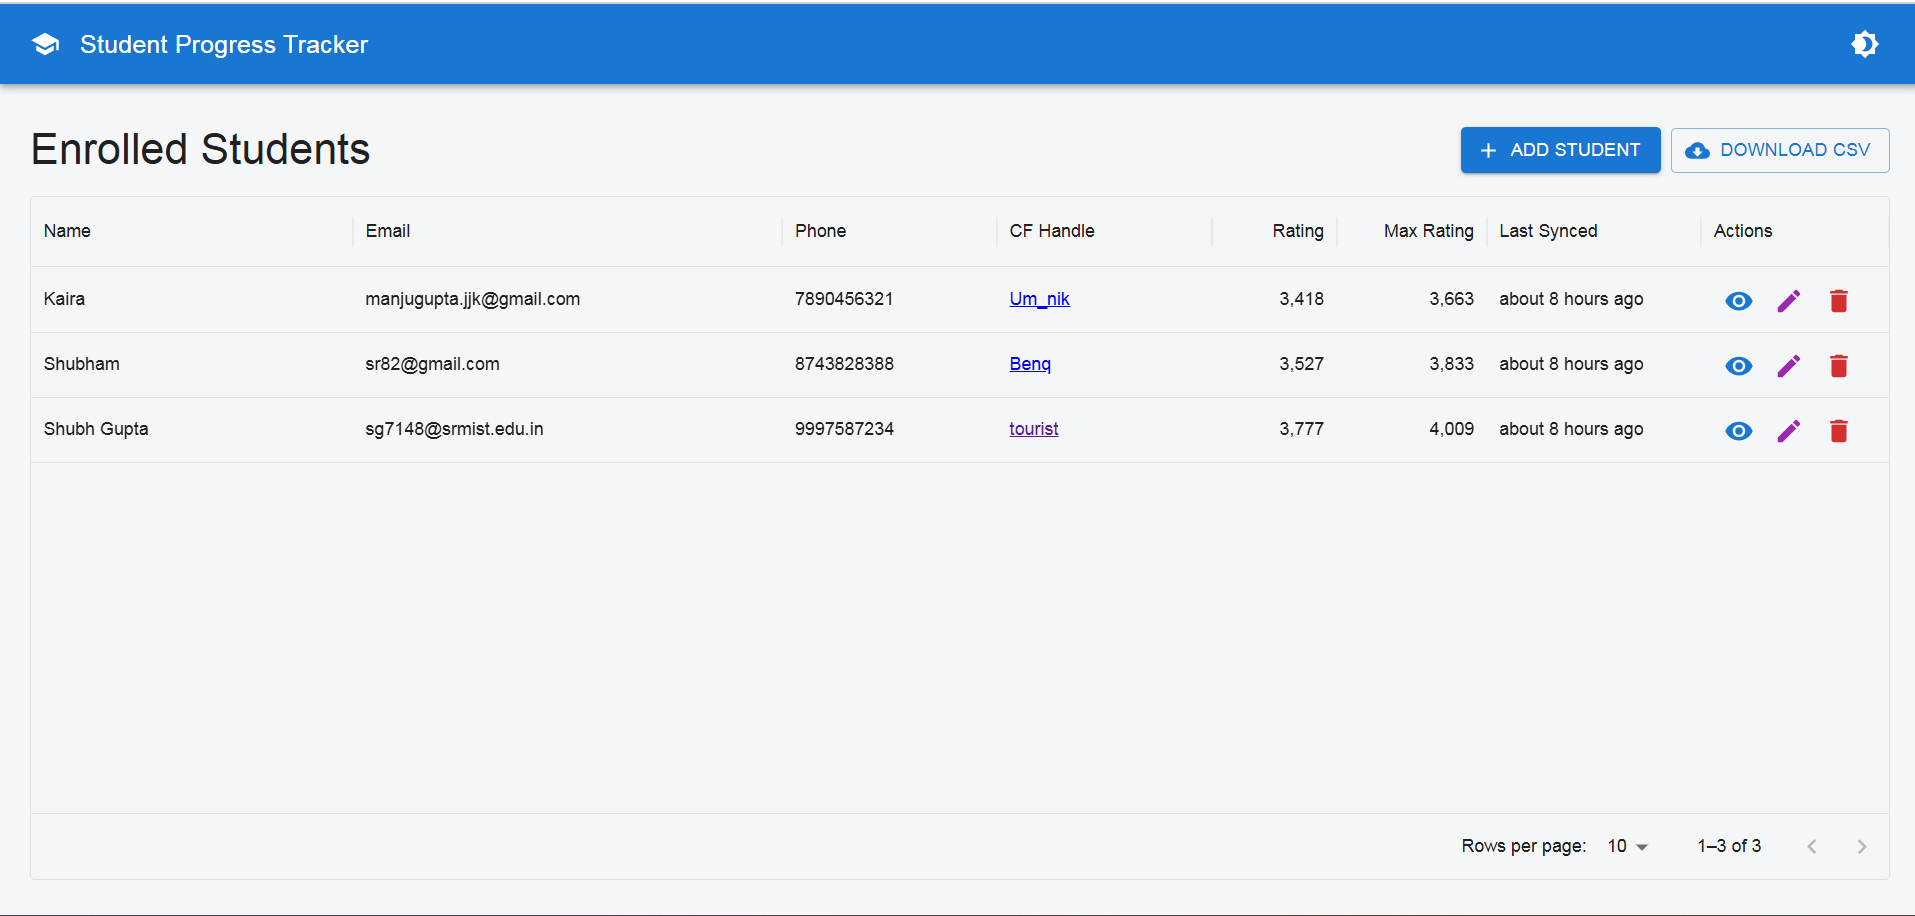 Student Progress Tracker
Enrolled Students
ADD STUDENT
DOWNLOAD CSV
Name Email Phone CF Handle Rating Max Rating Last Synced Actions
Kaira manjugupta.jjk@gmail.com 7890456321 Um_nik 3,418 3,663 about 8 hours ago
Shubham sr82@gmail.com 8743828388 Benq 3,527 3,833 about 8 hours ago
Shubh Gupta sg7148@srmist.edu.in 9997587234 tourist 3,777 4,009 about 8 hours ago
Rows per page: 10 1–3 of 3